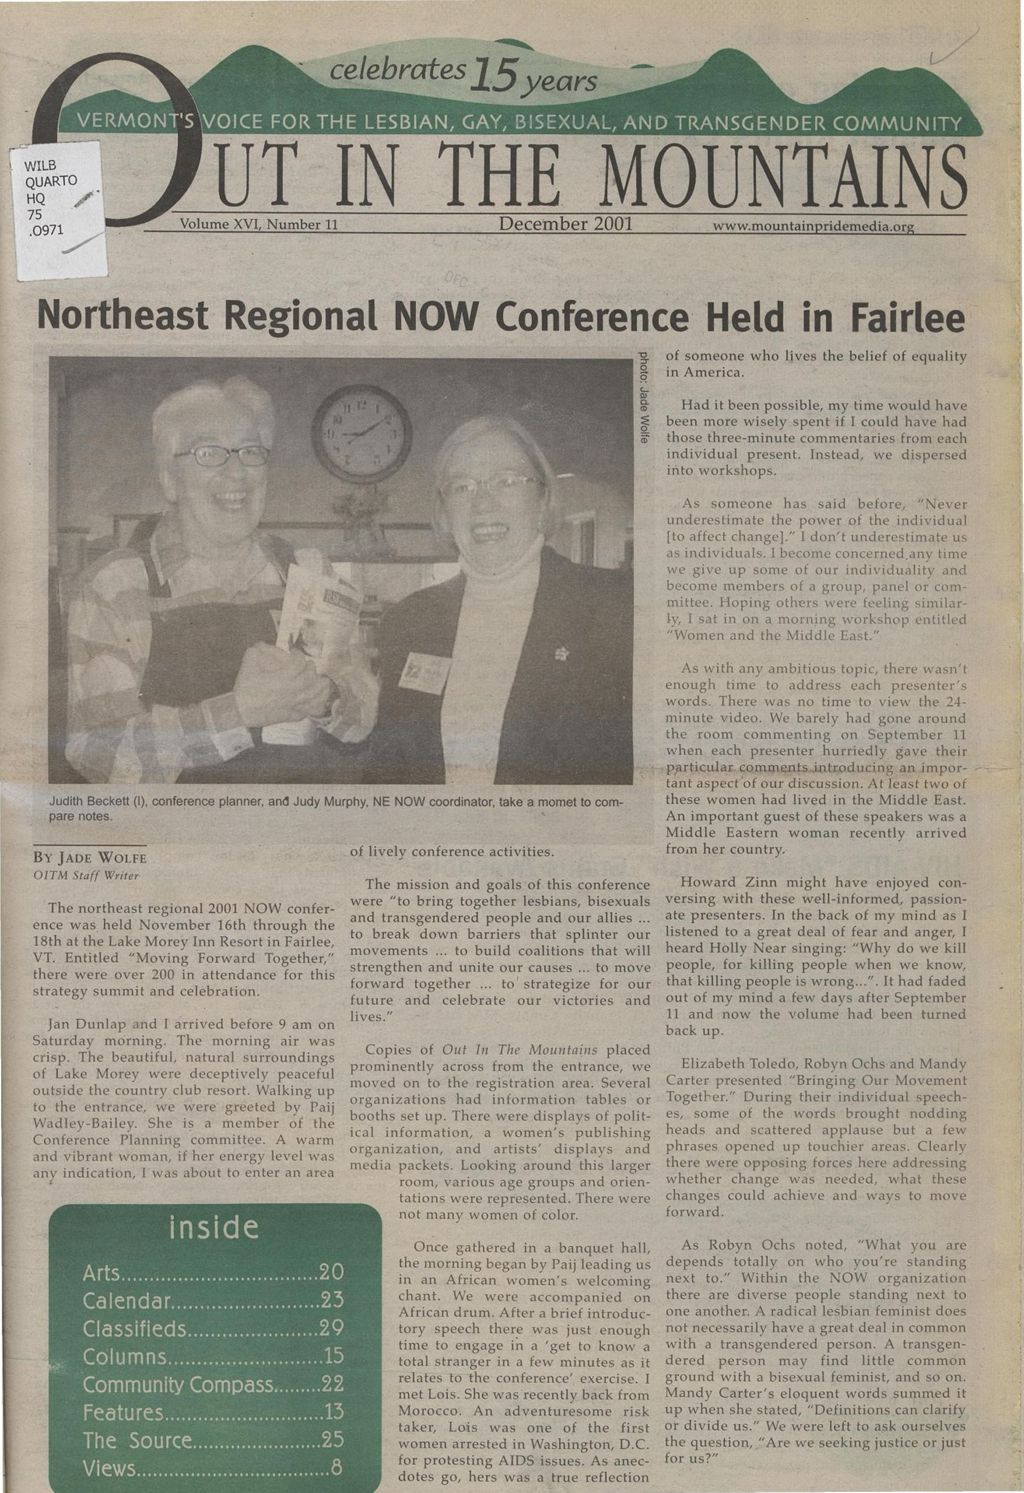 celebrates 15 years
VERMONT'S VOICE FOR THE LESBIAN, GAY, BISEXUAL, AND TRANSGENDER COMMUNITY
OUT IN THE MOUNTAINS
WILB
QUARTO
HQ
75
.0971
Volume XVI, Number 11 December 2001 www.mountainpridemedia.org
DEC
Northeast Regional NOW Conference Held in Fairlee
photo: Jade Wolfe
Judith Beckett (l), conference planner, and Judy Murphy, NE NOW coordinator, take a momet to com-
pare notes.
BY JADE WOLFE
OITM Staff Writer
The northeast regional 2001 NOW confer-
ence was held November 16th through the
18th at the Lake Morey Inn Resort in Fairlee,
VT. Entitled "Moving Forward Together,"
there were over 200 in attendance for this
strategy summit and celebration.
Jan Dunlap and I arrived before 9 am on
Saturday morning. The morning air was
crisp. The beautiful, natural surroundings
of Lake Morey were deceptively peaceful
outside the country club resort. Walking up
to the entrance, we were greeted by Paij
Wadley-Bailey. She is a member of the
Conference Planning committee. A warm
and vibrant woman, if her energy level was
any indication, I was about to enter an area
of lively conference activities.
The mission and goals of this conference
were "to bring together lesbians, bisexuals
and transgendered people and our allies ...
to break down barriers that splinter our
movements ... to build coalitions that will
strengthen and unite our causes ... to move
forward together ... to strategize for our
future and celebrate our victories and
lives."
Copies of Out In The Mountains placed
prominently across from the entrance, we
moved on to the registration area. Several
organizations had information tables or
booths set up. There were displays of polit-
ical information, a women's publishing
organization, and artists' displays and
media packets. Looking around this larger
room, various age groups and orien-
tations were represented. There were
not many women of color.
Once gathered in a banquet hall,
the morning began by Paij leading us
in an African women's welcoming
chant. We were accompanied on
African drum. After a brief introduc-
tory speech there was just enough
time to engage in a 'get to know a
total stranger in a few minutes as it
relates to the conference' exercise. I
met Lois. She was recently back from
Morocco. An adventuresome risk
taker, Lois was one of the first
women arrested in Washington, D.C.
for protesting AIDS issues. As anec-
dotes go, hers was a true reflection
of someone who lives the belief of equality
in America.
Had it been possible, my time would have
been more wisely spent if I could have had
those three-minute commentaries from each
individual present. Instead, we dispersed
into workshops.
As someone has said before, "Never
underestimate the power of the individual
[to affect change]." I don't underestimate us
as individuals. I become concerned any time
we give up some of our individuality and
become members of a group, panel or com-
mittee. Hoping others were feeling similar-
ly, I sat in on a morning workshop entitled
"Women and the Middle East."
As with any ambitious topic, there wasn't
enough time to address each presenter's
words. There was no time to view the 24-
minute video. We barely had gone around
the room commenting on September 11
when each presenter hurriedly gave their
particular comments introducing an impor-
tant aspect of our discussion. At least two of
these women had lived in the Middle East.
An important guest of these speakers was a
Middle Eastern woman recently arrived
from her country.
Howard Zinn might have enjoyed con-
versing with these well-informed, passion-
ate presenters. In the back of my mind as I
listened to a great deal of fear and anger, I
heard Holly Near singing: "Why do we kill
people, for killing people when we know,
that killing people is wrong...". It had faded
out of my mind a few days after September
11 and now the volume had been turned
back up.
Elizabeth Toledo, Robyn Ochs and Mandy
Carter presented "Bringing Our Movement
Together." During their individual speech-
es, some of the words brought nodding
heads and scattered applause but a few
phrases opened up touchier areas. Clearly
there were opposing forces here addressing
whether change was needed, what these
changes could achieve and ways to move
forward.
As Robyn Ochs noted, "What you are
depends totally on who you're standing
next to." Within the NOW organization
there are diverse people standing next to
one another. A radical lesbian feminist does
not necessarily have a great deal in common
with a transgendered person. A transgen-
dered person may find little common
ground with a bisexual feminist, and so on.
Mandy Carter's eloquent words summed it
up when she stated, "Definitions can clarify
or divide us." We were left to ask ourselves
the question, "Are we seeking justice or just
for us?"
inside
Arts..............................20
Calendar......................23
Classifieds....................29
Columns........................15
Community Compass........22
Features........................13
The Source...................25
Views.............................8